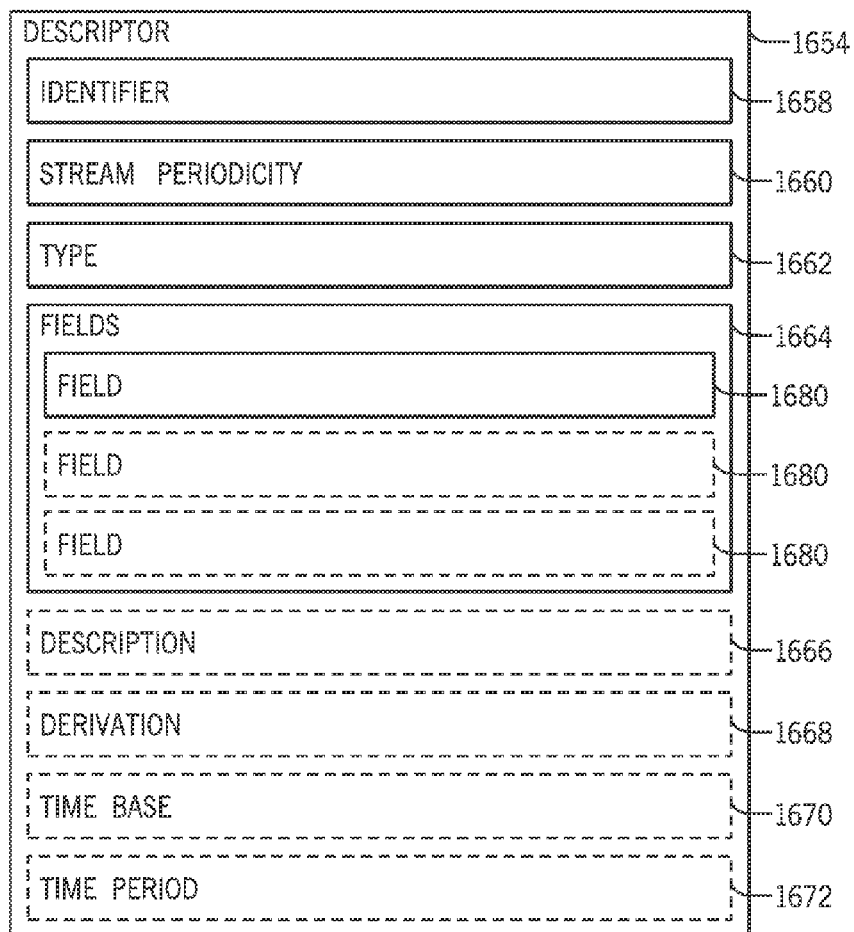 DESCRIPTOR 1654
IDENTIFIER 1658
STREAM PERIODICITY 1660
TYPE 1662
FIELDS 1664
FIELD 1680
FIELD 1680
FIELD 1680
DESCRIPTION 1666
DERIVATION 1668
TIME BASE 1670
TIME PERIOD 1672